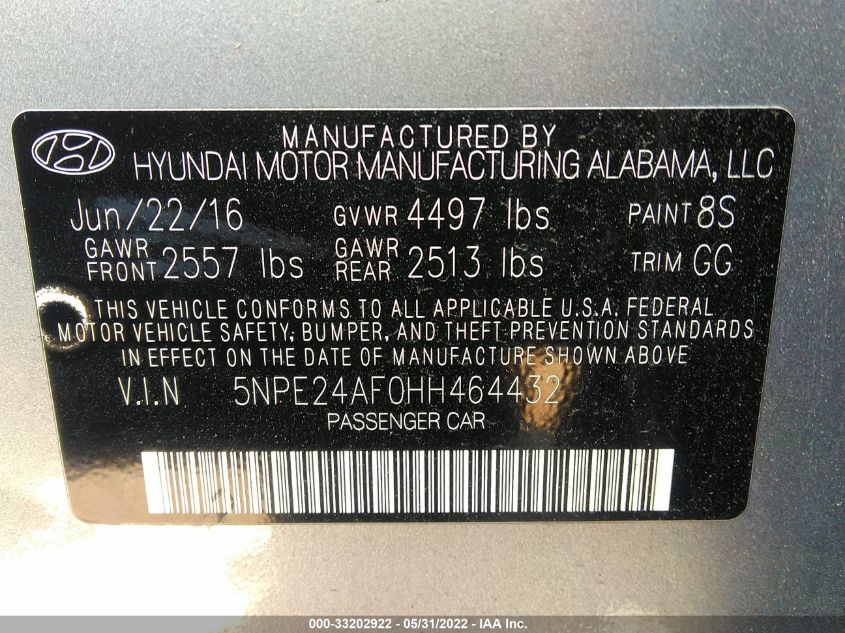 MANUFACTURED BY
HYUNDAI MOTOR MANUFACTURING ALABAMA, LLC
Jun/22/16 GVWR 4497 lbs PAINT 8S
GAWR FRONT 2557 lbs GAWR REAR 2513 lbs TRIM GG
THIS VEHICLE CONFORMS TO ALL APPLICABLE U.S.A. FEDERAL
MOTOR VEHICLE SAFETY, BUMPER, AND THEFT PREVENTION STANDARDS
IN EFFECT ON THE DATE OF MANUFACTURE SHOWN ABOVE
V.I.N 5NPE24AF0HH464432
PASSENGER CAR
000-33202922 - 05/31/2022 - IAA Inc.